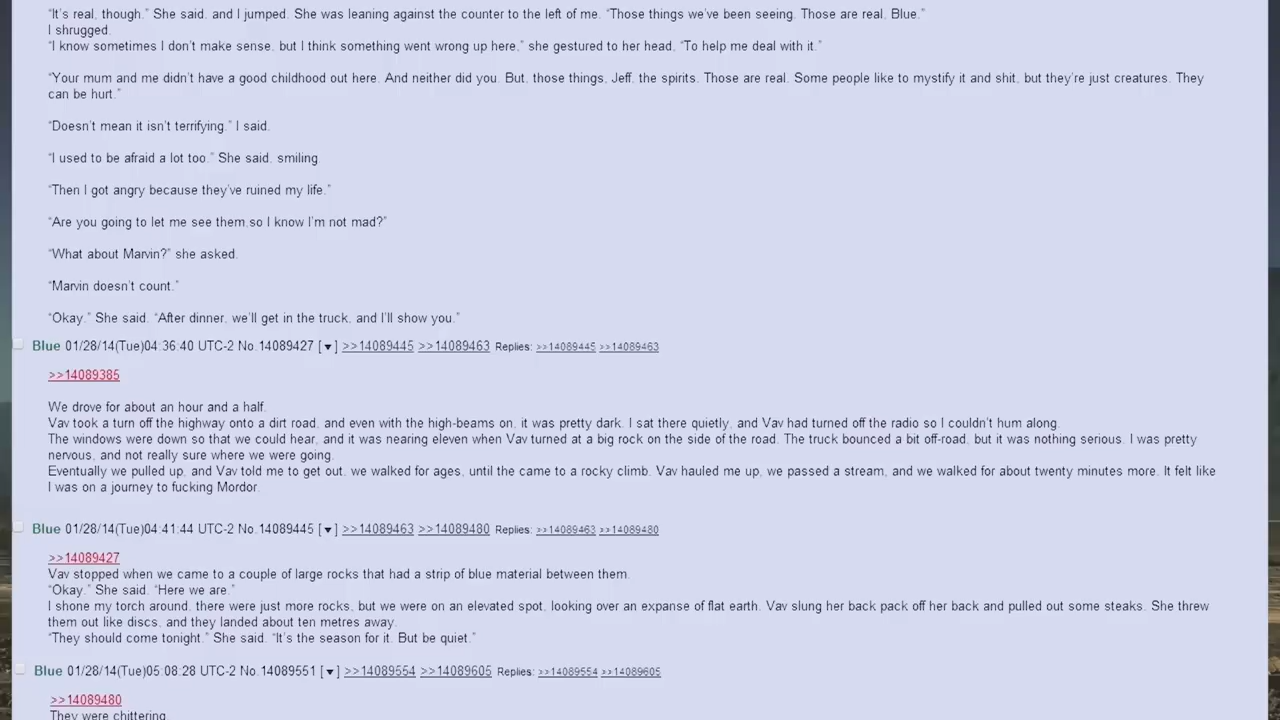 “It's real, though.” She said, and I jumped. She was leaning against the counter to the left of me. “Those things we've been seeing. Those are real, Blue.”
I shrugged.
“I know sometimes I don't make sense, but I think something went wrong up here,” she gestured to her head, “To help me deal with it.”
“Your mum and me didn't have a good childhood out here. And neither did you. But, those things, Jeff, the spirits. Those are real. Some people like to mystify it and shit, but they're just creatures. They
can be hurt.”
“Doesn't mean it isn't terrifying.” I said.
“I used to be afraid a lot too.” She said, smiling.
“Then I got angry because they've ruined my life.”
“Are you going to let me see them,so I know I'm not mad?”
“What about Marvin?” she asked.
“Marvin doesn't count.”
“Okay.” She said. “After dinner, we'll get in the truck, and I'll show you.”
Blue 01/28/14(Tue)04:36:40 UTC-2 No.14089427 [▼] >>14089445 >>14089463 Replies: >>14089445 >>14089463
>>14089385
We drove for about an hour and a half.
Vav took a turn off the highway onto a dirt road, and even with the high-beams on, it was pretty dark. I sat there quietly, and Vav had turned off the radio so I couldn't hum along.
The windows were down so that we could hear, and it was nearing eleven when Vav turned at a big rock on the side of the road. The truck bounced a bit off-road, but it was nothing serious. I was pretty
nervous, and not really sure where we were going.
Eventually we pulled up, and Vav told me to get out, we walked for ages, until the came to a rocky climb. Vav hauled me up, we passed a stream, and we walked for about twenty minutes more. It felt like
I was on a journey to fucking Mordor.
Blue 01/28/14(Tue)04:41:44 UTC-2 No.14089445 [▼] >>14089463 >>14089480 Replies: >>14089463 >>14089480
>>14089427
Vav stopped when we came to a couple of large rocks that had a strip of blue material between them.
“Okay.” She said. “Here we are.”
I shone my torch around, there were just more rocks, but we were on an elevated spot, looking over an expanse of flat earth. Vav slung her back pack off her back and pulled out some steaks. She threw
them out like discs, and they landed about ten metres away.
“They should come tonight.” She said. “It's the season for it. But be quiet.”
Blue 01/28/14(Tue)05:08:28 UTC-2 No.14089551 [▼] >>14089554 >>14089605 Replies: >>14089554 >>14089605
>>14089480
They were chittering.